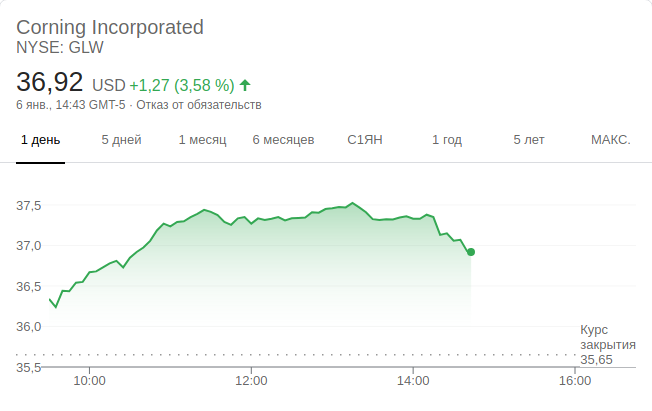 Corning Incorporated
NYSE: GLW
36,92 USD +1,27 (3,58 %)
6 янв., 14:43 GMT-5 · Отказ от обязательств
1 день 5 дней 1 месяц 6 месяцев С1ЯН 1 год 5 лет МАКС.
37,5
37,0
36,5
36,0
Курс
закрытия
35,65
35,5
10:00 12:00 14:00 16:00